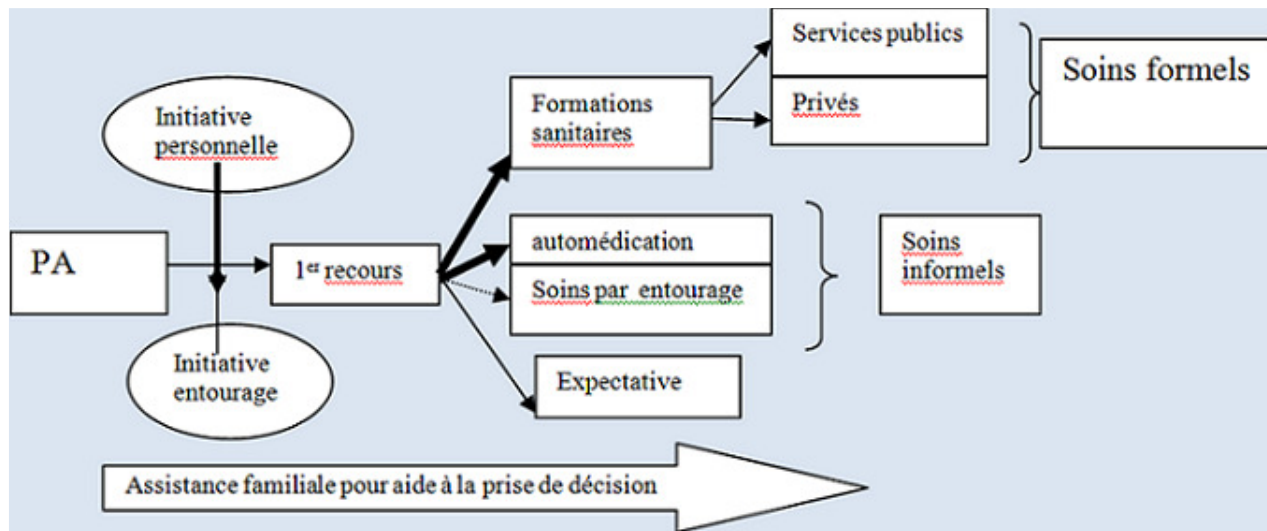 Initiative
personnelle
PA
Initiative
entourage
1er recours
Formations
sanitaires
Services publics
Privés
Soins formels
automédication
Soins par entourage
Soins
informels
Expectative
Assistance familiale pour aide à la prise de décision